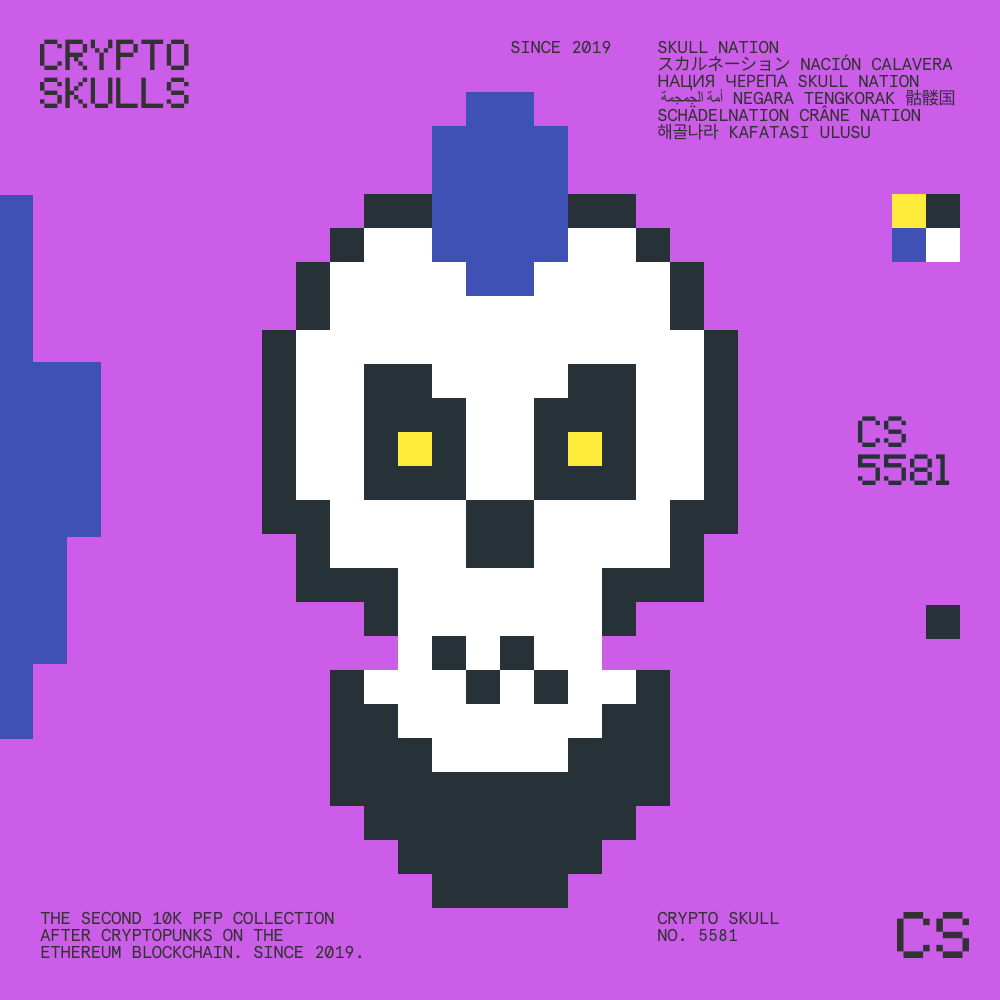 CRYPTO
SKULLS
SINCE 2019
SKULL NATION
スカルネーション NACIÓN CALAVERA
НАЦИЯ ЧЕРЕПА SKULL NATION
أمة الجمجمة NEGARA TENGKORAK 骷髅国
SCHÄDELNATION CRÂNE NATION
해골나라 KAFATASI ULUSU
CS
5581
THE SECOND 10K PFP COLLECTION
AFTER CRYPTOPUNKS ON THE
ETHEREUM BLOCKCHAIN. SINCE 2019.
CRYPTO SKULL
NO. 5581
CS